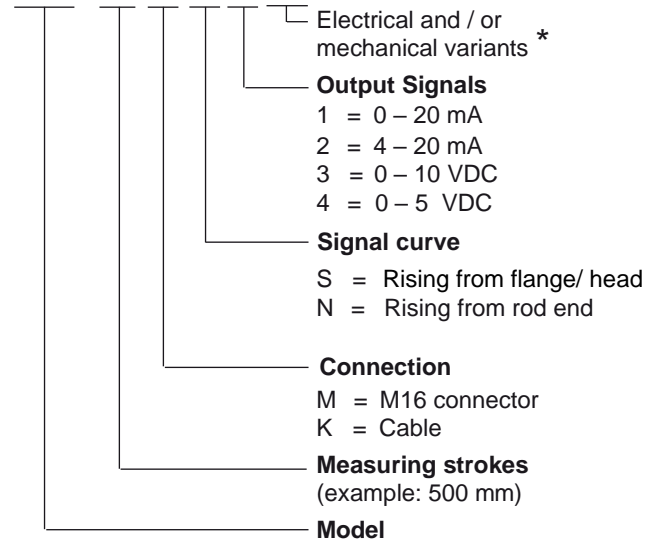 Electrical and / or
mechanical variants *
Output Signals
1 = 0 – 20 mA
2 = 4 – 20 mA
3 = 0 – 10 VDC
4 = 0 – 5 VDC
Signal curve
S = Rising from flange/ head
N = Rising from rod end
Connection
M = M16 connector
K = Cable
Measuring strokes
(example: 500 mm)
Model